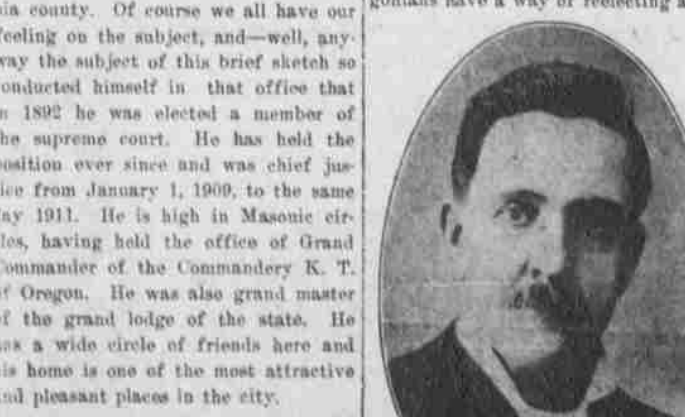 bia county. Of course we all have our
feeling on the subject, and—well, any-
way the subject of this brief sketch so
conducted himself in that office that
in 1892 he was elected a member of
the supreme court. He has held the
position ever since and was chief jus-
tice from January 1, 1909, to the same
day 1911. He is high in Masonic cir-
cles, having held the office of Grand
Commander of the Commandery K. T.
of Oregon. He was also grand master
of the grand lodge of the state. He
has a wide circle of friends here and
his home is one of the most attractive
and pleasant places in the city.
gonians have a way of reelecting a